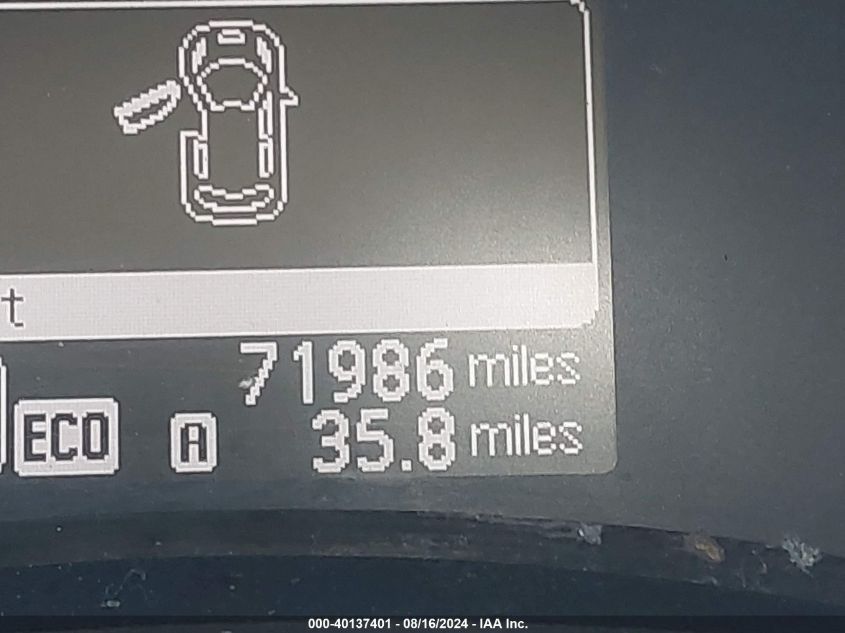 t
71986 miles
ECO A 35.8 miles
000-40137401 - 08/16/2024 - IAA Inc.